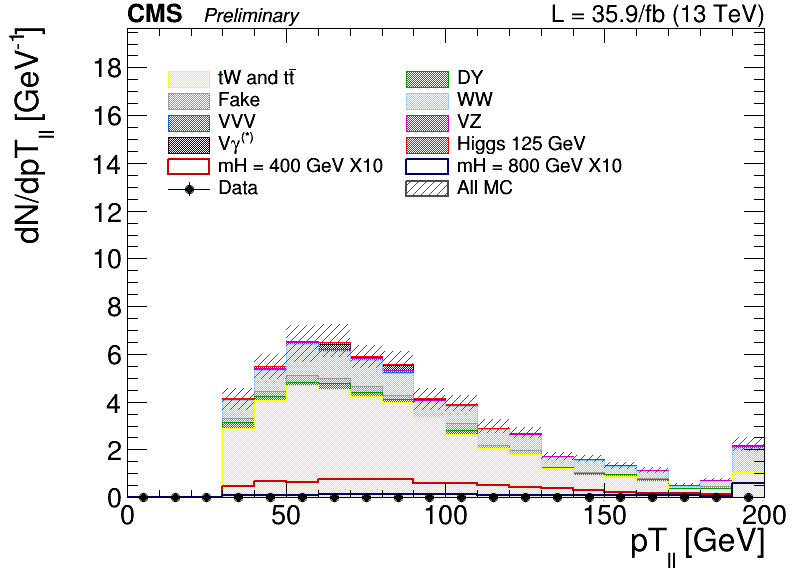 CMS Preliminary L = 35.9/fb (13 TeV)
dN/dpT_ll [GeV⁻¹]
18
16
14
12
10
8
6
4
2
0
tW and tt̄ DY
Fake WW
VVV VZ
Vγ(*) Higgs 125 GeV
mH = 400 GeV X10 mH = 800 GeV X10
Data All MC
0 50 100 150 200
pT_ll [GeV]